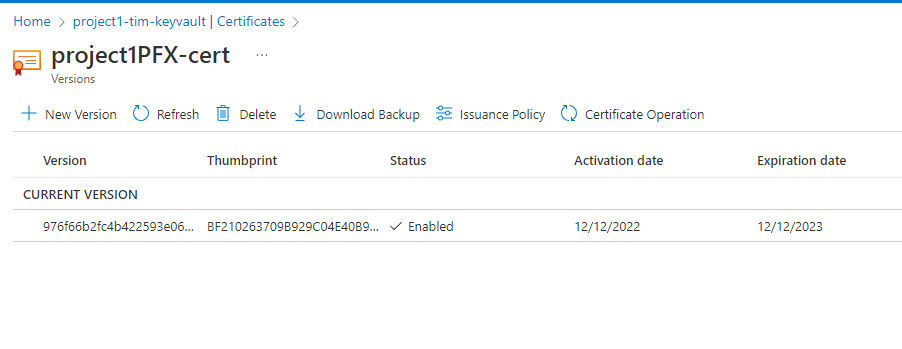 Home > project1-tim-keyvault | Certificates >
project1PFX-cert ...
Versions
New Version Refresh Delete Download Backup Issuance Policy Certificate Operation
Version Thumbprint Status Activation date Expiration date
CURRENT VERSION
976f66b2fc4b422593e06... BF210263709B929C04E40B9... Enabled 12/12/2022 12/12/2023